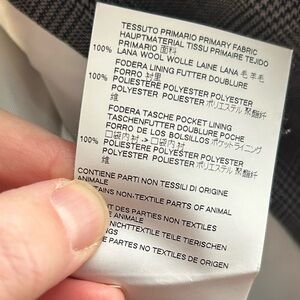 TESSUTO PRIMARIO PRIMARY FABRIC
HAUPTMATERIAL TISSU PRIMAIRE TEJIDO
PRIMARIO 面料
100% LANA WOOL WOLLE LAINE LANA 毛 羊毛
FODERA LINING FUTTER DOUBLURE
FORRO 衬里
100% POLIESTERE POLYESTER POLYESTER
POLYESTER POLIESTER ポリエステル 聚酯纤
维
FODERA TASCHE POCKET LINING
TASCHENFUTTER DOUBLURE POCHE
FORRO DE LOS BOLSILLOS ポケットライニング
口袋内衬
100% POLIESTERE POLYESTER POLYESTER
POLYESTER POLIESTER ポリエステル 聚酯纤
维
CONTIENE PARTI NON TESSILI DI ORIGINE
ANIMALE
NON-TEXTILE PARTS OF ANIMAL
DES PARTIES NON TEXTILES
ANIMALE
TEILE TIERISCHEN
PARTES NO TEXTILES DE ORIGEN